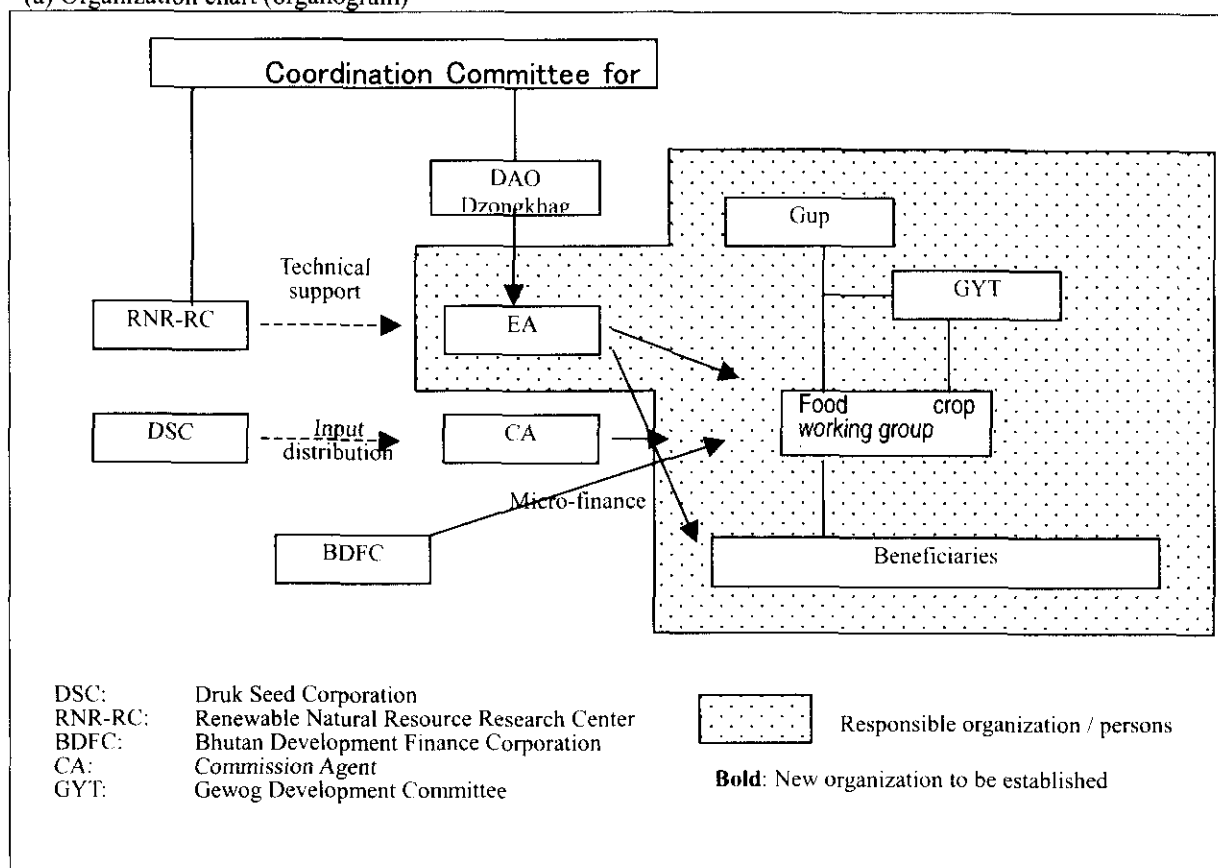 (a) Organization chart (organogram)
Coordination Committee for
DAO
Dzongkhag
Gup
Technical
support
GYT
RNR-RC
EA
Food crop
working group
DSC
Input
distribution
CA
Micro-finance
BDFC
Beneficiaries
DSC: Druk Seed Corporation
RNR-RC: Renewable Natural Resource Research Center
BDFC: Bhutan Development Finance Corporation
CA: Commission Agent
GYT: Gewog Development Committee
Responsible organization / persons
Bold: New organization to be established